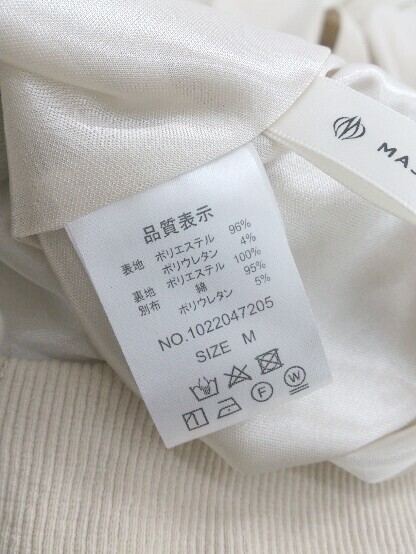 MA
品質表示
表地 ポリエステル 96%
ポリウレタン 4%
裏地 ポリエステル 100%
別布 綿 95%
ポリウレタン 5%
NO.1022047205
SIZE M